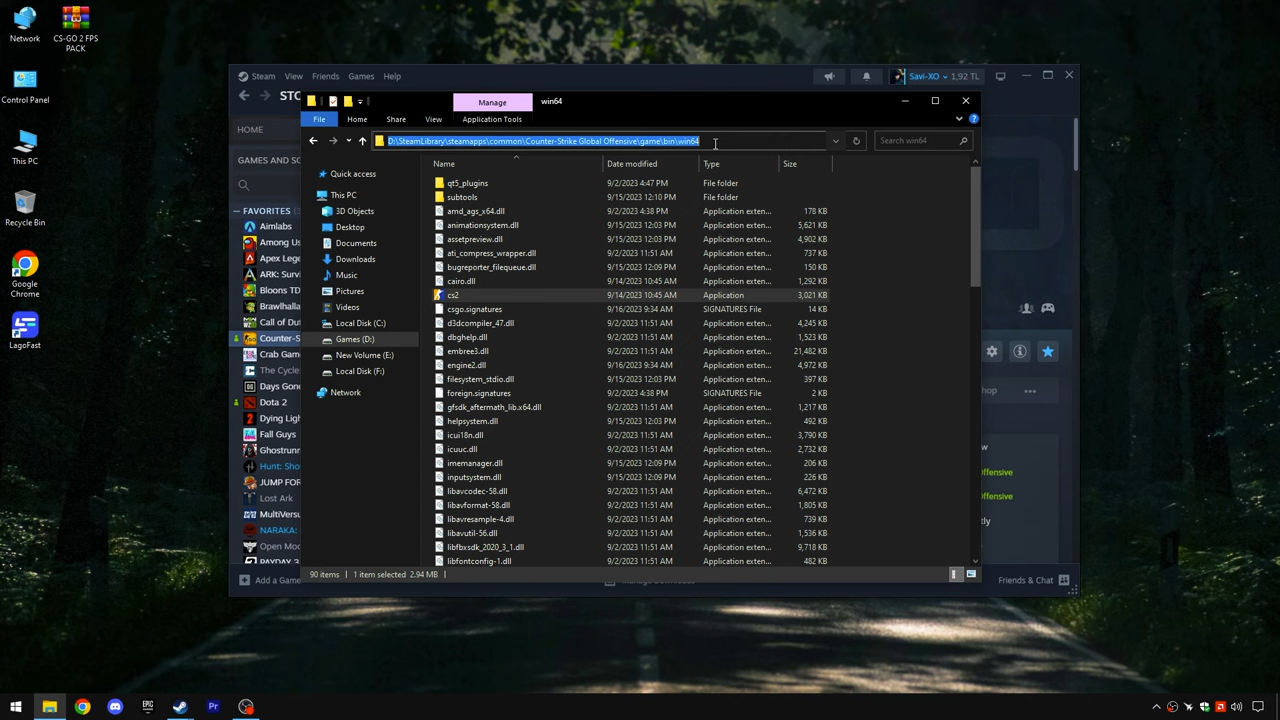 Network
CS-GO 2 FPS
PACK
Control Panel
This PC
Recycle Bin
Google
Chrome
LagoFast
Steam View Friends Games Help
Savi-XO 1,92 TL
HOME
GAMES AND SO
FAVORITES
Aimlabs
Among Us
Apex Lege
ARK: Survi
Bloons TD
Brawlhalla
Call of Du
Counter-S
Crab Gam
The Cycle
Days Gone
Dota 2
Dying Ligh
Fall Guys
Ghostrunn
Hunt: Sho
JUMP FOR
Lost Ark
MultiVersu
NARAKA:
Open Mod
PAYDAY 3
Add a Game
Friends & Chat
hop
w
ffensive
ffensive
tly
Manage
win64
File Home Share View Application Tools
D:\SteamLibrary\steamapps\common\Counter-Strike Global Offensive\game\bin\win64
Search win64
Quick access
This PC
3D Objects
Desktop
Documents
Downloads
Music
Pictures
Videos
Local Disk (C:)
Games (D:)
New Volume (E:)
Local Disk (F:)
Network
Name Date modified Type Size
qt5_plugins 9/2/2023 4:47 PM File folder
subtools 9/15/2023 12:10 PM File folder
amd_ags_x64.dll 9/2/2023 4:38 PM Application exten... 178 KB
animationsystem.dll 9/15/2023 12:03 PM Application exten... 5,621 KB
assetpreview.dll 9/15/2023 12:03 PM Application exten... 4,902 KB
ati_compress_wrapper.dll 9/2/2023 11:51 AM Application exten... 737 KB
bugreporter_filequeue.dll 9/15/2023 12:09 PM Application exten... 150 KB
cairo.dll 9/14/2023 10:45 AM Application exten... 1,292 KB
cs2 9/14/2023 10:45 AM Application 3,021 KB
csgo.signatures 9/16/2023 9:34 AM SIGNATURES File 14 KB
d3dcompiler_47.dll 9/2/2023 11:51 AM Application exten... 4,245 KB
dbghelp.dll 9/2/2023 11:51 AM Application exten... 1,523 KB
embree3.dll 9/2/2023 11:51 AM Application exten... 21,482 KB
engine2.dll 9/16/2023 9:34 AM Application exten... 4,972 KB
filesystem_stdio.dll 9/15/2023 12:03 PM Application exten... 397 KB
foreign.signatures 9/2/2023 4:38 PM SIGNATURES File 2 KB
gfsdk_aftermath_lib.x64.dll 9/2/2023 11:51 AM Application exten... 1,217 KB
helpsystem.dll 9/15/2023 12:03 PM Application exten... 492 KB
icui18n.dll 9/2/2023 11:51 AM Application exten... 3,790 KB
icuuc.dll 9/2/2023 11:51 AM Application exten... 2,732 KB
imemanager.dll 9/15/2023 12:09 PM Application exten... 206 KB
inputsystem.dll 9/15/2023 12:09 PM Application exten... 226 KB
libavcodec-58.dll 9/2/2023 11:51 AM Application exten... 6,472 KB
libavformat-58.dll 9/2/2023 11:51 AM Application exten... 1,805 KB
libavresample-4.dll 9/2/2023 11:51 AM Application exten... 739 KB
libavutil-56.dll 9/2/2023 11:51 AM Application exten... 1,536 KB
libfbxsdk_2020_3_1.dll 9/2/2023 11:51 AM Application exten... 9,718 KB
libfontconfig-1.dll 9/2/2023 11:51 AM Application exten... 482 KB
90 items 1 item selected 2.94 MB
EPIC
Pr